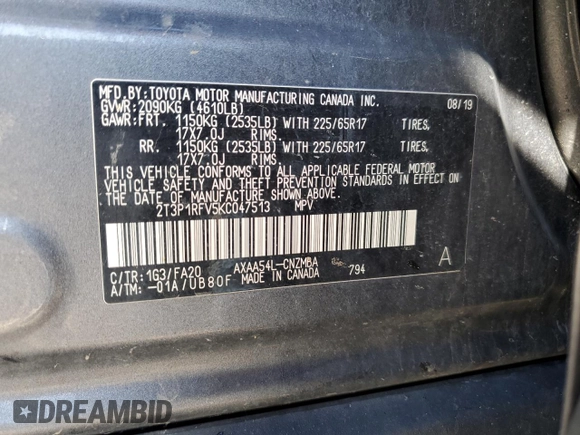 MFD.BY:TOYOTA MOTOR MANUFACTURING CANADA INC. 08/19
GVWR:2090KG (4610LB)
GAWR:FRT. 1150KG (2535LB) WITH 225/65R17 TIRES,
17X7.0J RIMS.
RR. 1150KG (2535LB) WITH 225/65R17 TIRES,
17X7.0J RIMS.
THIS VEHICLE CONFORMS TO ALL APPLICABLE FEDERAL MOTOR
VEHICLE SAFETY AND THEFT PREVENTION STANDARDS IN EFFECT ON
THE DATE OF MANUFACTURE SHOWN ABOVE.
2T3P1RFV5KC047513 MPV
C/TR:1G3/FA20 AXAA54L-CNZMBA 794 A
A/TM:-01A/UB80F MADE IN CANADA
DREAMBID